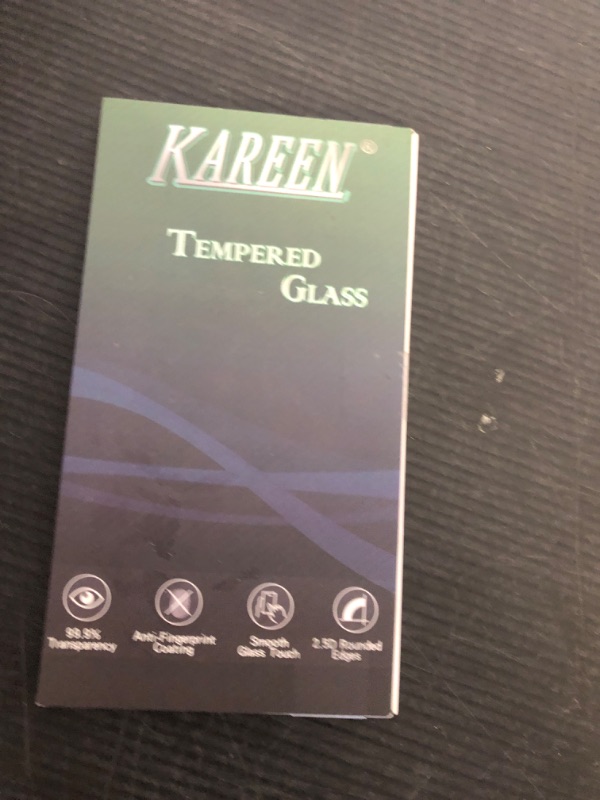 KAREEN®
TEMPERED
GLASS
99.9%
Transparency
Anti-Fingerprint
Coating
Smooth
Glass Touch
2.5D Rounded
Edges